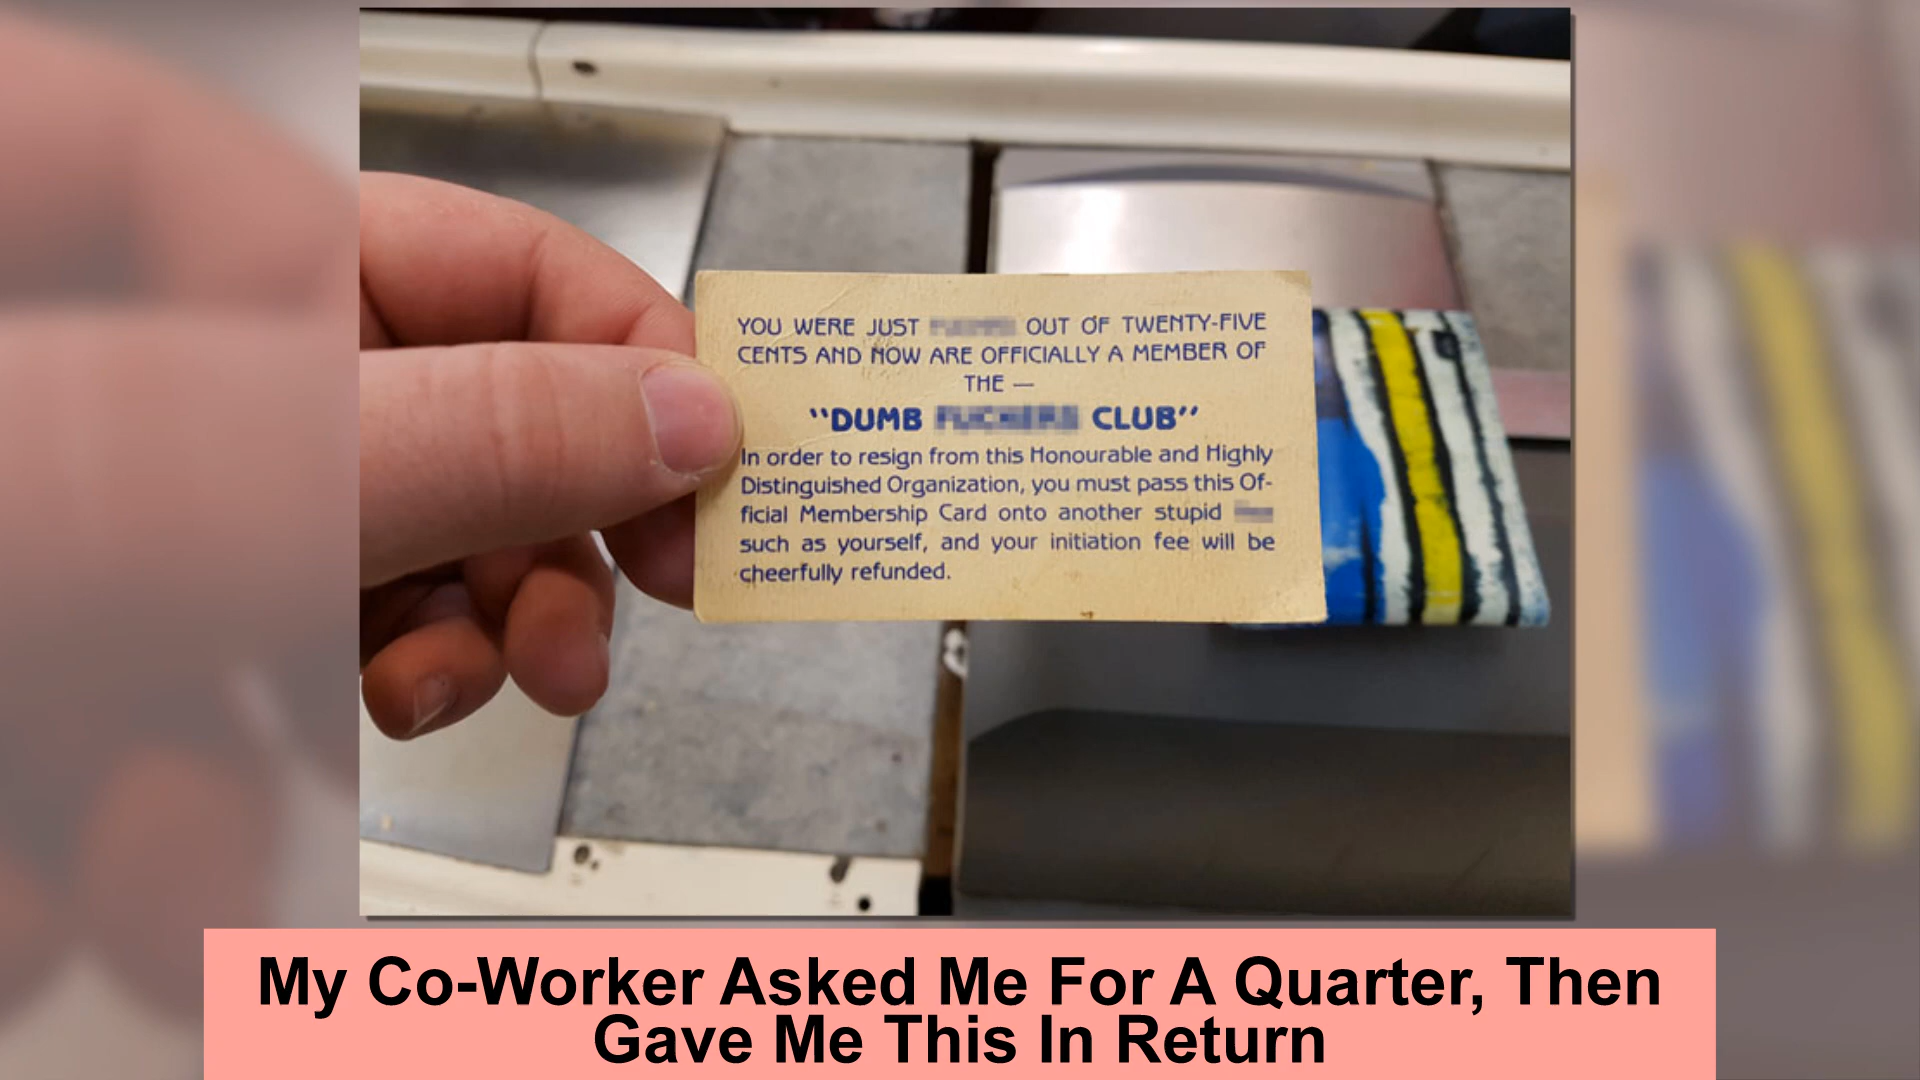 YOU WERE JUST OUT OF TWENTY-FIVE
CENTS AND NOW ARE OFFICIALLY A MEMBER OF
THE —
"DUMB CLUB"
In order to resign from this Honourable and Highly
Distinguished Organization, you must pass this Of-
ficial Membership Card onto another stupid
such as yourself, and your initiation fee will be
cheerfully refunded.
My Co-Worker Asked Me For A Quarter, Then
Gave Me This In Return